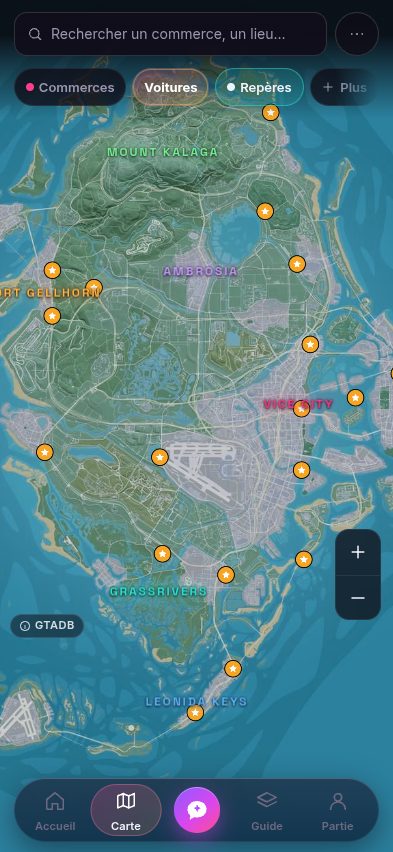 Rechercher un commerce, un lieu...
Commerces
Voitures
Repères
+ Plus
MOUNT KALAGA
AMBROSIA
ORT GELLHORN
VICE CITY
GRASSRIVERS
GTADB
LEONIDA KEYS
Accueil
Carte
Guide
Partie